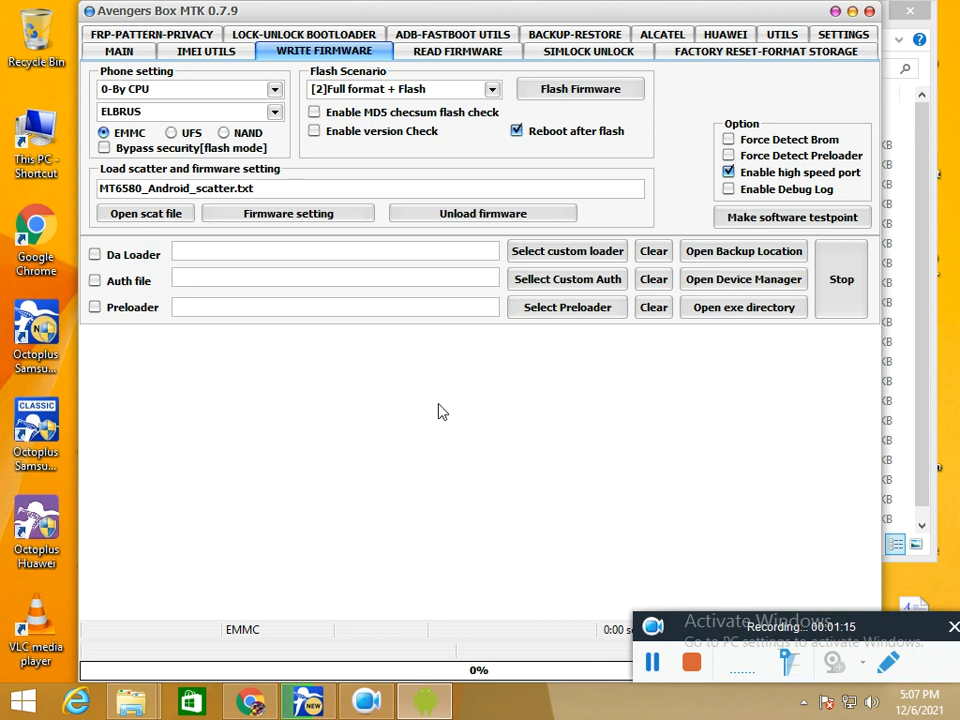 Recycle Bin
This PC - Shortcut
Google Chrome
Octoplus Samsu...
CLASSIC
Octoplus Samsu...
Octoplus Huawei
VLC media player
Avengers Box MTK 0.7.9
FRP-PATTERN-PRIVACY
LOCK-UNLOCK BOOTLOADER
ADB-FASTBOOT UTILS
BACKUP-RESTORE
ALCATEL
HUAWEI
UTILS
SETTINGS
MAIN
IMEI UTILS
WRITE FIRMWARE
READ FIRMWARE
SIMLOCK UNLOCK
FACTORY RESET-FORMAT STORAGE
Phone setting
0-By CPU
ELBRUS
EMMC
UFS
NAND
Bypass security[flash mode]
Flash Scenario
[2]Full format + Flash
Flash Firmware
Enable MD5 checsum flash check
Enable version Check
Reboot after flash
Option
Force Detect Brom
Force Detect Preloader
Enable high speed port
Enable Debug Log
Load scatter and firmware setting
MT6580_Android_scatter.txt
Open scat file
Firmware setting
Unload firmware
Make software testpoint
Da Loader
Select custom loader
Clear
Open Backup Location
Auth file
Sellect Custom Auth
Clear
Open Device Manager
Stop
Preloader
Select Preloader
Clear
Open exe directory
EMMC
0:00 se
0%
Activate Windows
Go to PC settings to activate Windows.
Recording... 00:01:15
NEW
5:07 PM
12/6/2021